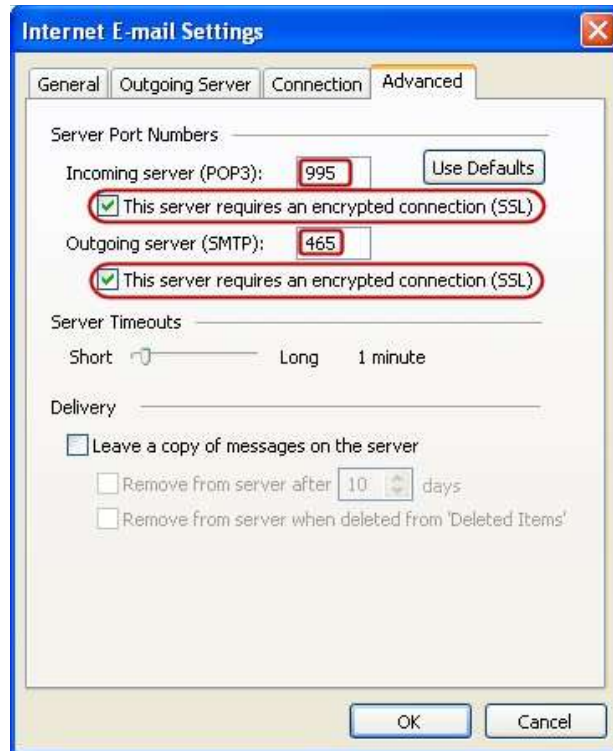 Internet E-mail Settings
General Outgoing Server Connection Advanced
Server Port Numbers
Incoming server (POP3): 995 Use Defaults
This server requires an encrypted connection (SSL)
Outgoing server (SMTP): 465
This server requires an encrypted connection (SSL)
Server Timeouts
Short Long 1 minute
Delivery
Leave a copy of messages on the server
Remove from server after 10 days
Remove from server when deleted from 'Deleted Items'
OK Cancel